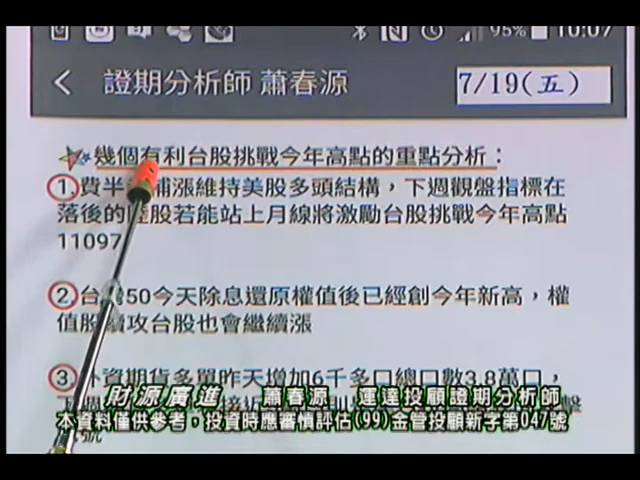 95% 10:07
證期分析師 蕭春源 7/19(五)
幾個有利台股挑戰今年高點的重點分析：
1 費半 補漲維持美股多頭結構，下週觀盤指標在
落後的陸股若能站上月線將激勵台股挑戰今年高點
11097
2 台 50今天除息還原權值後已經創今年新高，權
值股續攻台股也會繼續漲
3 外資期貨多單昨天增加6千多口總口數3.8萬口，
財源廣進 蕭春源 運達投顧證期分析師
本資料僅供參考，投資時應審慎評估(99)金管投顧新字第047號